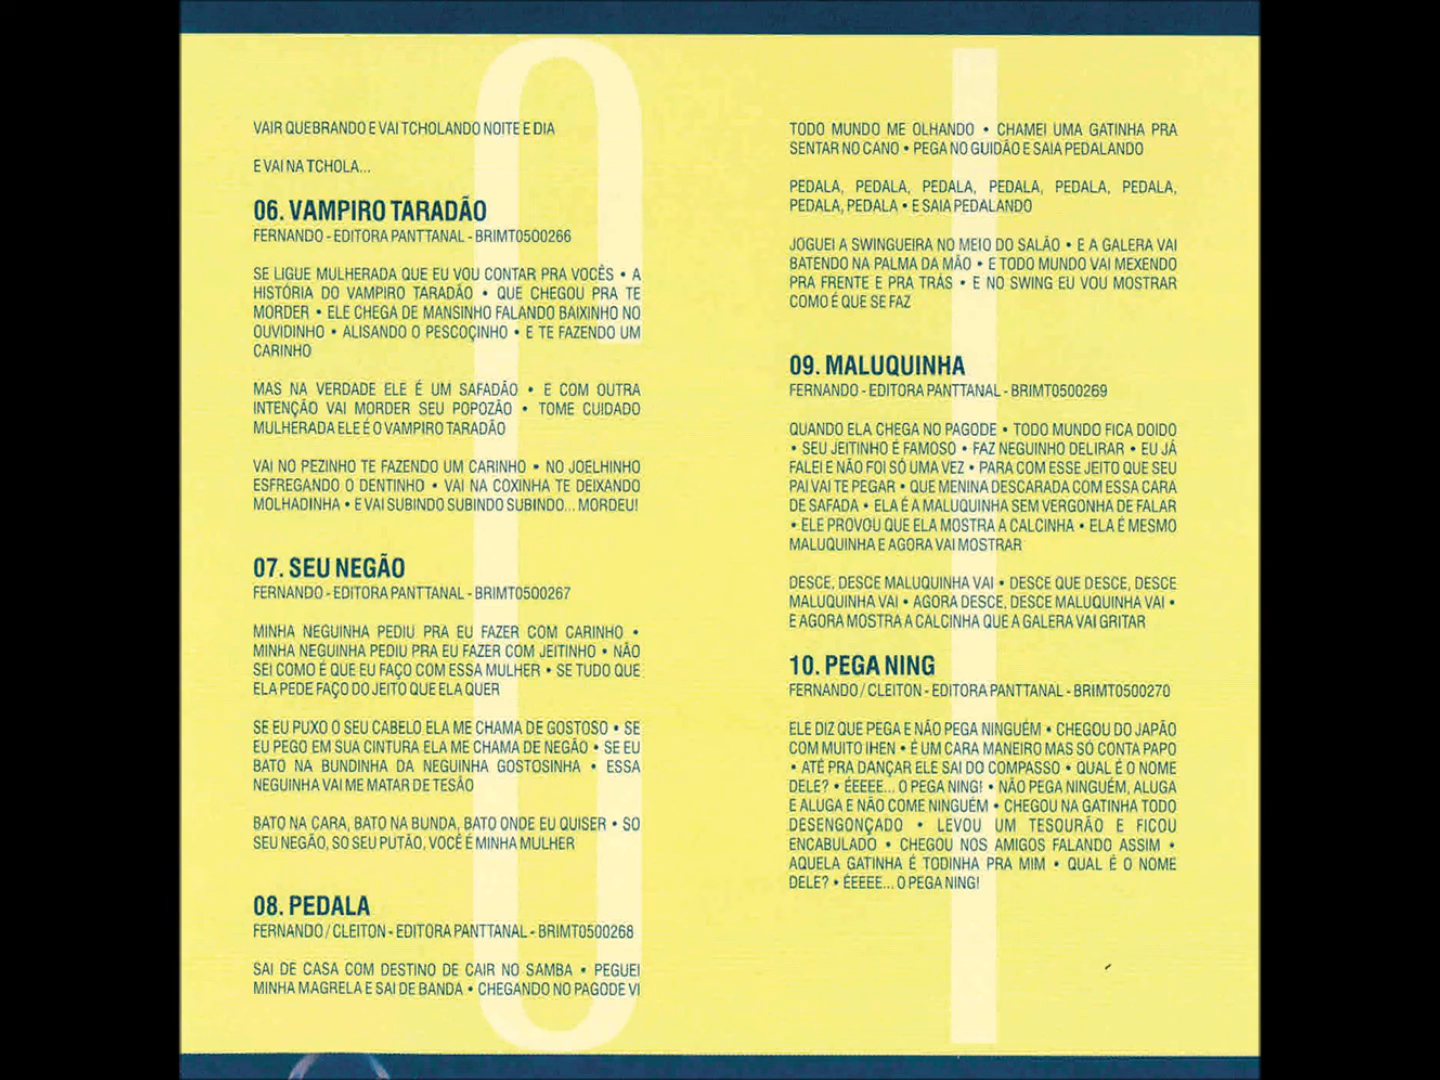 VAIR QUEBRANDO E VAI TCHOLANDO NOITE E DIA
E VAI NA TCHOLA...
06. VAMPIRO TARADÃO
FERNANDO - EDITORA PANTTANAL - BRIMT0500266
SE LIGUE MULHERADA QUE EU VOU CONTAR PRA VOCÊS • A
HISTÓRIA DO VAMPIRO TARADÃO • QUE CHEGOU PRA TE
MORDER • ELE CHEGA DE MANSINHO FALANDO BAIXINHO NO
OUVIDINHO • ALISANDO O PESCOÇINHO • E TE FAZENDO UM
CARINHO
MAS NA VERDADE ELE É UM SAFADÃO • E COM OUTRA
INTENÇÃO VAI MORDER SEU POPOZÃO • TOME CUIDADO
MULHERADA ELE É O VAMPIRO TARADÃO
VAI NO PEZINHO TE FAZENDO UM CARINHO • NO JOELHINHO
ESFREGANDO O DENTINHO • VAI NA COXINHA TE DEIXANDO
MOLHADINHA • E VAI SUBINDO SUBINDO SUBINDO... MORDEU!
07. SEU NEGÃO
FERNANDO - EDITORA PANTTANAL - BRIMT0500267
MINHA NEGUINHA PEDIU PRA EU FAZER COM CARINHO •
MINHA NEGUINHA PEDIU PRA EU FAZER COM JEITINHO • NÃO
SEI COMO É QUE EU FAÇO COM ESSA MULHER • SE TUDO QUE
ELA PEDE FAÇO DO JEITO QUE ELA QUER
SE EU PUXO O SEU CABELO ELA ME CHAMA DE GOSTOSO • SE
EU PEGO EM SUA CINTURA ELA ME CHAMA DE NEGÃO • SE EU
BATO NA BUNDINHA DA NEGUINHA GOSTOSINHA • ESSA
NEGUINHA VAI ME MATAR DE TESÃO
BATO NA CARA, BATO NA BUNDA, BATO ONDE EU QUISER • SO
SEU NEGÃO, SO SEU PUTÃO, VOCÊ É MINHA MULHER
08. PEDALA
FERNANDO / CLEITON - EDITORA PANTTANAL - BRIMT0500268
SAI DE CASA COM DESTINO DE CAIR NO SAMBA • PEGUEI
MINHA MAGRELA E SAI DE BANDA • CHEGANDO NO PAGODE VI
TODO MUNDO ME OLHANDO • CHAMEI UMA GATINHA PRA
SENTAR NO CANO • PEGA NO GUIDÃO E SAIA PEDALANDO
PEDALA, PEDALA, PEDALA, PEDALA, PEDALA, PEDALA,
PEDALA, PEDALA • E SAIA PEDALANDO
JOGUEI A SWINGUEIRA NO MEIO DO SALÃO • E A GALERA VAI
BATENDO NA PALMA DA MÃO • E TODO MUNDO VAI MEXENDO
PRA FRENTE E PRA TRÁS • E NO SWING EU VOU MOSTRAR
COMO É QUE SE FAZ
09. MALUQUINHA
FERNANDO - EDITORA PANTTANAL - BRIMT0500269
QUANDO ELA CHEGA NO PAGODE • TODO MUNDO FICA DOIDO
• SEU JEITINHO É FAMOSO • FAZ NEGUINHO DELIRAR • EU JÁ
FALEI E NÃO FOI SÓ UMA VEZ • PARA COM ESSE JEITO QUE SEU
PAI VAI TE PEGAR • QUE MENINA DESCARADA COM ESSA CARA
DE SAFADA • ELA É A MALUQUINHA SEM VERGONHA DE FALAR
• ELE PROVOU QUE ELA MOSTRA A CALCINHA • ELA É MESMO
MALUQUINHA E AGORA VAI MOSTRAR
DESCE, DESCE MALUQUINHA VAI • DESCE QUE DESCE, DESCE
MALUQUINHA VAI • AGORA DESCE, DESCE MALUQUINHA VAI •
E AGORA MOSTRA A CALCINHA QUE A GALERA VAI GRITAR
10. PEGA NING
FERNANDO / CLEITON - EDITORA PANTTANAL - BRIMT0500270
ELE DIZ QUE PEGA E NÃO PEGA NINGUÉM • CHEGOU DO JAPÃO
COM MUITO IHEN • É UM CARA MANEIRO MAS SÓ CONTA PAPO
• ATÉ PRA DANÇAR ELE SAI DO COMPASSO • QUAL É O NOME
DELE? • ÉEEEE... O PEGA NING! • NÃO PEGA NINGUÉM, ALUGA
E ALUGA E NÃO COME NINGUÉM • CHEGOU NA GATINHA TODO
DESENGONÇADO • LEVOU UM TESOURÃO E FICOU
ENCABULADO • CHEGOU NOS AMIGOS FALANDO ASSIM •
AQUELA GATINHA É TODINHA PRA MIM • QUAL É O NOME
DELE? • ÉEEEE... O PEGA NING!